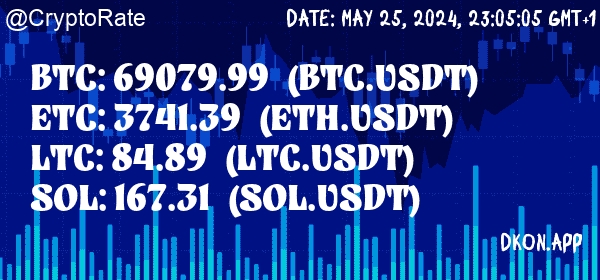 @CryptoRate
DATE: MAY 25, 2024, 23:05:05 GMT+1
BTC: 69079.99 (BTC.USDT)
ETC: 3741.39 (ETH.USDT)
LTC: 84.89 (LTC.USDT)
SOL: 167.31 (SOL.USDT)
DKON.APP